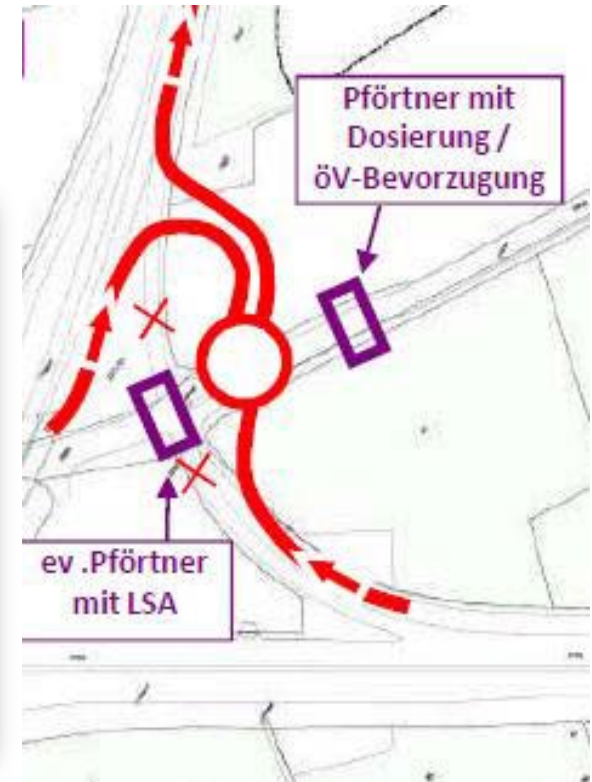 Pförtner mit
Dosierung /
öV-Bevorzugung
ev .Pförtner
mit LSA